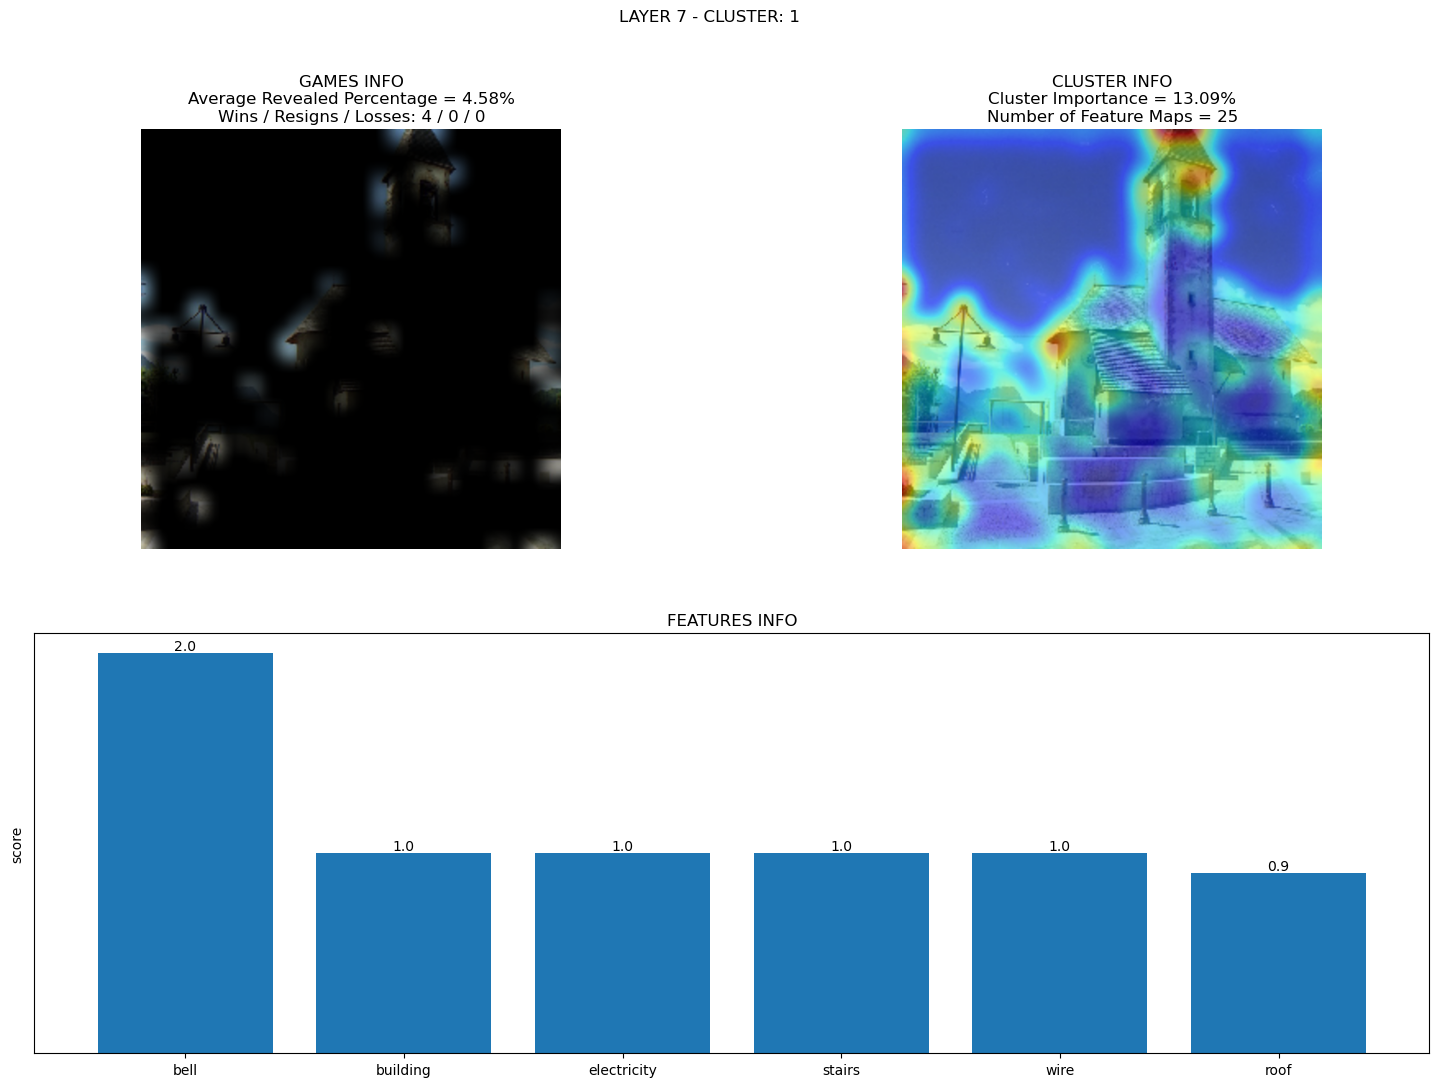 LAYER 7 - CLUSTER: 1
GAMES INFO
Average Revealed Percentage = 4.58%
Wins / Resigns / Losses: 4 / 0 / 0
CLUSTER INFO
Cluster Importance = 13.09%
Number of Feature Maps = 25
FEATURES INFO
score
2.0
1.0
1.0
1.0
1.0
0.9
bell
building
electricity
stairs
wire
roof